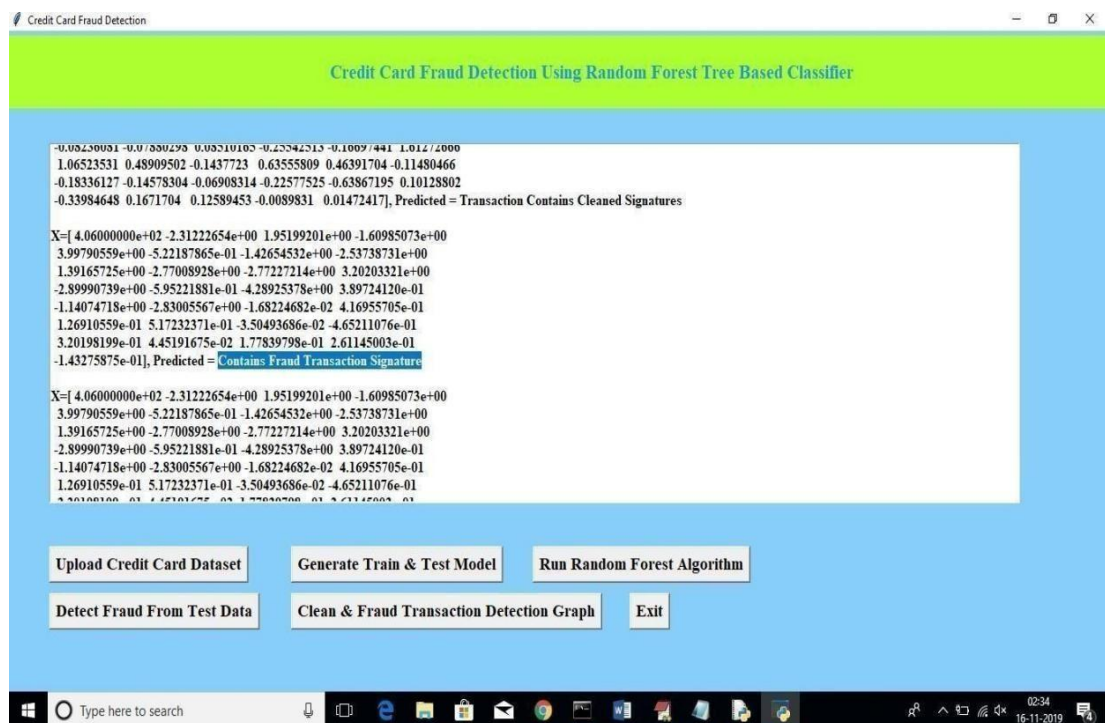 Credit Card Fraud Detection
Credit Card Fraud Detection Using Random Forest Tree Based Classifier
-0.08236081 -0.07880298 0.08510165 -0.25542513 -0.16697441 1.61272666
1.06523531 0.48909502 -0.1437723 0.63555809 0.46391704 -0.11480466
-0.18336127 -0.14578304 -0.06908314 -0.22577525 -0.63867195 0.10128802
-0.33984648 0.1671704 0.12589453 -0.0089831 0.01472417], Predicted = Transaction Contains Cleaned Signatures
X=[ 4.06000000e+02 -2.31222654e+00 1.95199201e+00 -1.60985073e+00
3.99790559e+00 -5.22187865e-01 -1.42654532e+00 -2.53738731e+00
1.39165725e+00 -2.77008928e+00 -2.77227214e+00 3.20203321e+00
-2.89990739e+00 -5.95221881e-01 -4.28925378e+00 3.89724120e-01
-1.14074718e+00 -2.83005567e+00 -1.68224682e-02 4.16955705e-01
1.26910559e-01 5.17232371e-01 -3.50493686e-02 -4.65211076e-01
3.20198199e-01 4.45191675e-02 1.77839798e-01 2.61145003e-01
-1.43275875e-01], Predicted = Contains Fraud Transaction Signature
X=[ 4.06000000e+02 -2.31222654e+00 1.95199201e+00 -1.60985073e+00
3.99790559e+00 -5.22187865e-01 -1.42654532e+00 -2.53738731e+00
1.39165725e+00 -2.77008928e+00 -2.77227214e+00 3.20203321e+00
-2.89990739e+00 -5.95221881e-01 -4.28925378e+00 3.89724120e-01
-1.14074718e+00 -2.83005567e+00 -1.68224682e-02 4.16955705e-01
1.26910559e-01 5.17232371e-01 -3.50493686e-02 -4.65211076e-01
Upload Credit Card Dataset
Generate Train & Test Model
Run Random Forest Algorithm
Detect Fraud From Test Data
Clean & Fraud Transaction Detection Graph
Exit
Type here to search
02:34
16-11-2019